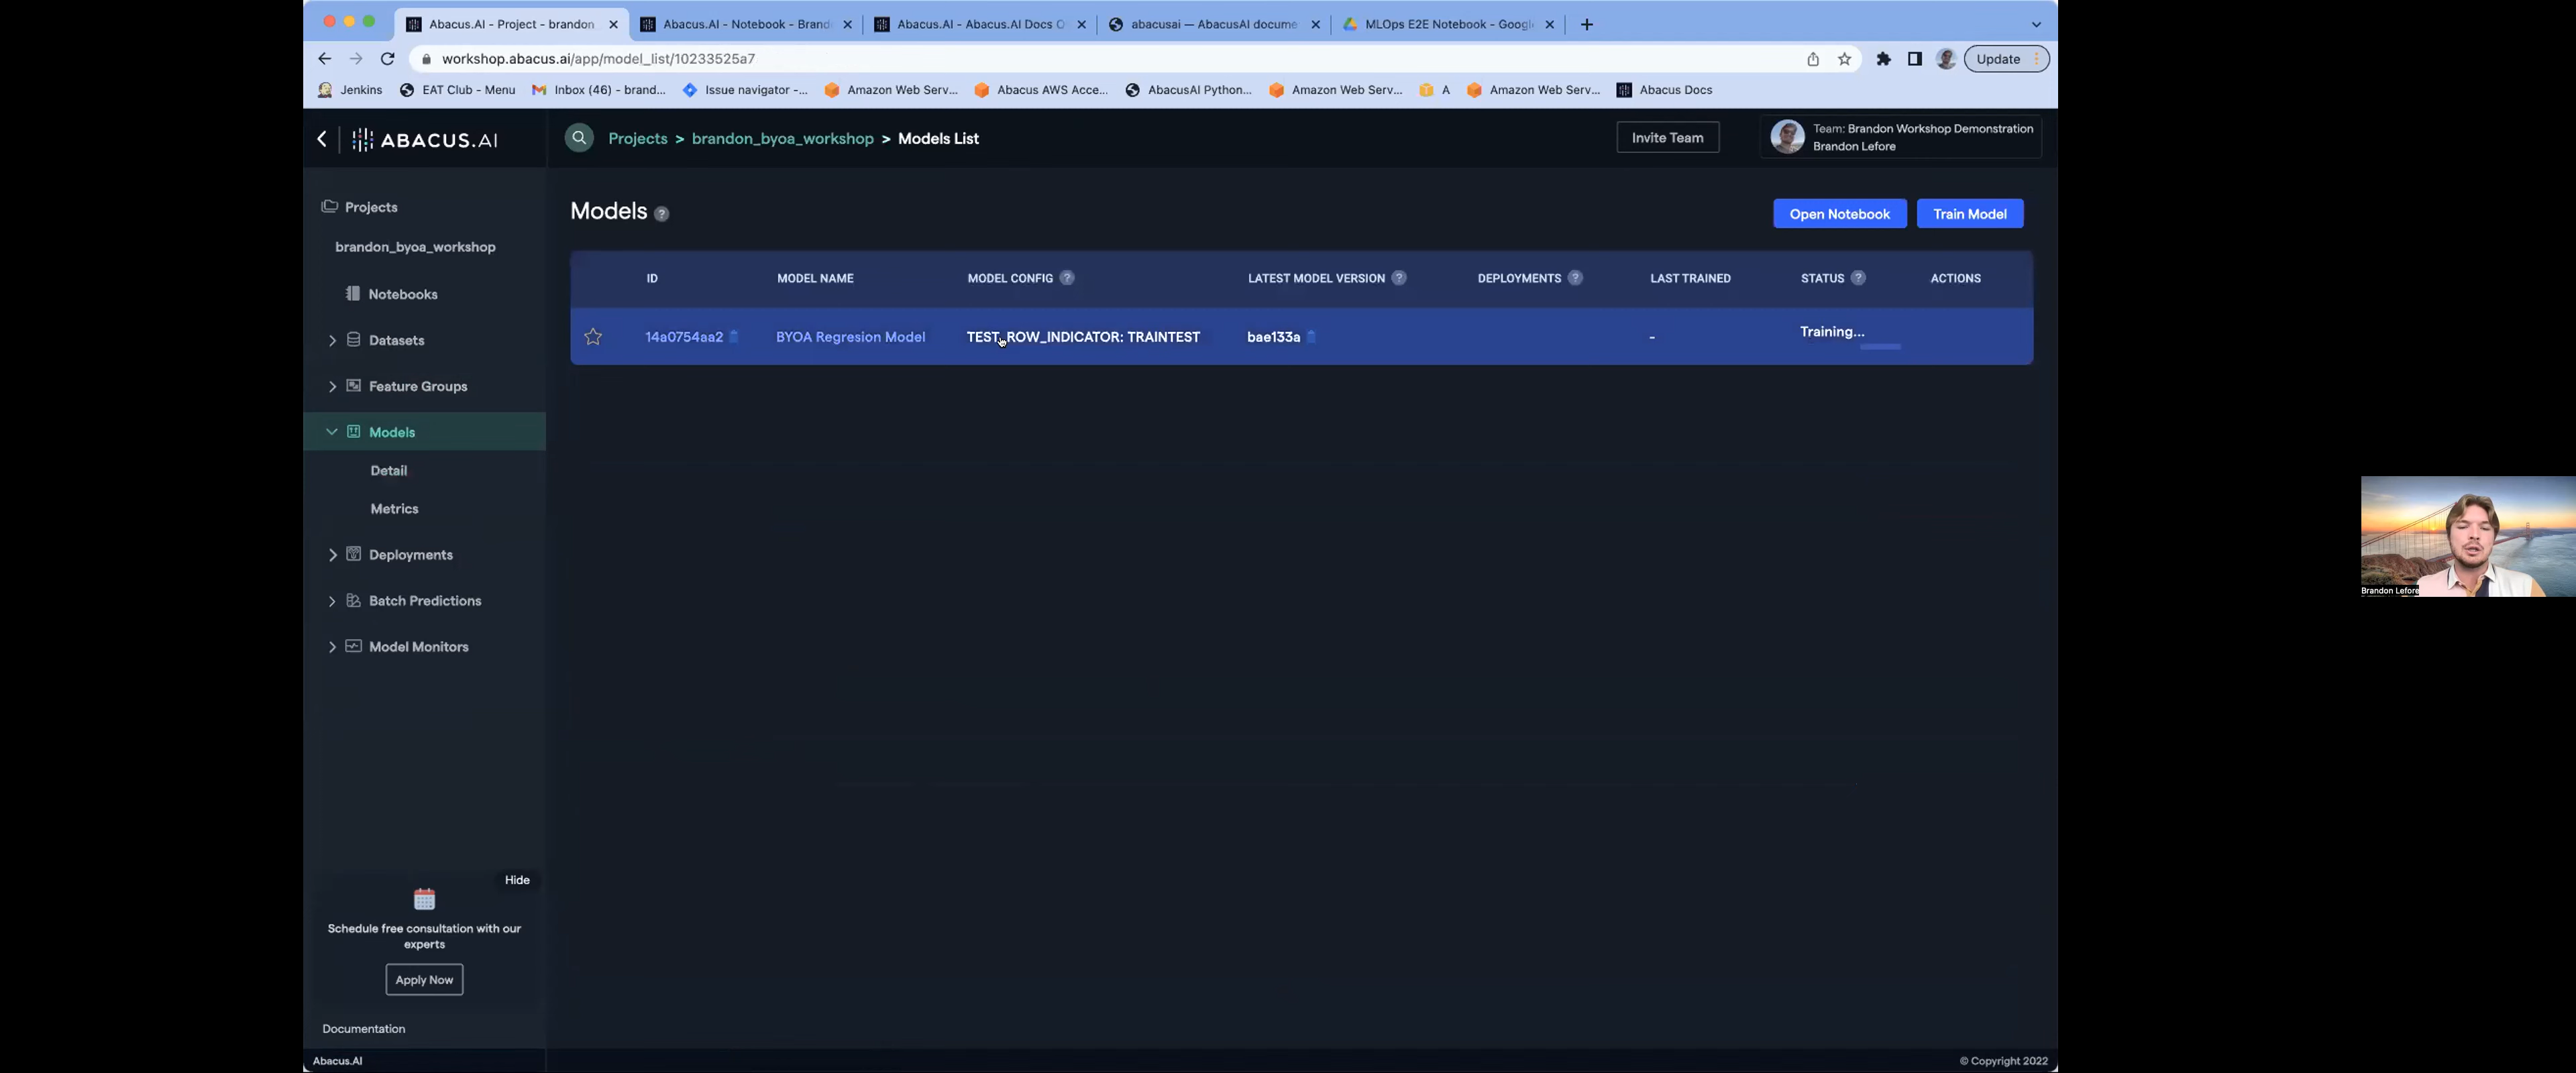 Abacus.AI - Project - brandon
Abacus.AI - Notebook - Brand
Abacus.AI - Abacus.AI Docs O
abacusai — AbacusAI docume
MLOps E2E Notebook - Googl
workshop.abacus.ai/app/model_list/10233525a7
Update
Jenkins
EAT Club - Menu
Inbox (46) - brand...
Issue navigator -...
Amazon Web Serv...
Abacus AWS Acce...
AbacusAI Python...
Amazon Web Serv...
A
Amazon Web Serv...
Abacus Docs
ABACUS.AI
Projects > brandon_byoa_workshop > Models List
Invite Team
Team: Brandon Workshop Demonstration
Brandon Lefore
Projects
brandon_byoa_workshop
Notebooks
Datasets
Feature Groups
Models
Detail
Metrics
Deployments
Batch Predictions
Model Monitors
Hide
Schedule free consultation with our
experts
Apply Now
Documentation
Abacus.AI
Models ?
Open Notebook
Train Model
ID
MODEL NAME
MODEL CONFIG ?
LATEST MODEL VERSION ?
DEPLOYMENTS ?
LAST TRAINED
STATUS ?
ACTIONS
14a0754aa2
BYOA Regresion Model
TEST_ROW_INDICATOR: TRAINTEST
bae133a
-
Training...
© Copyright 2022
Brandon Lefore